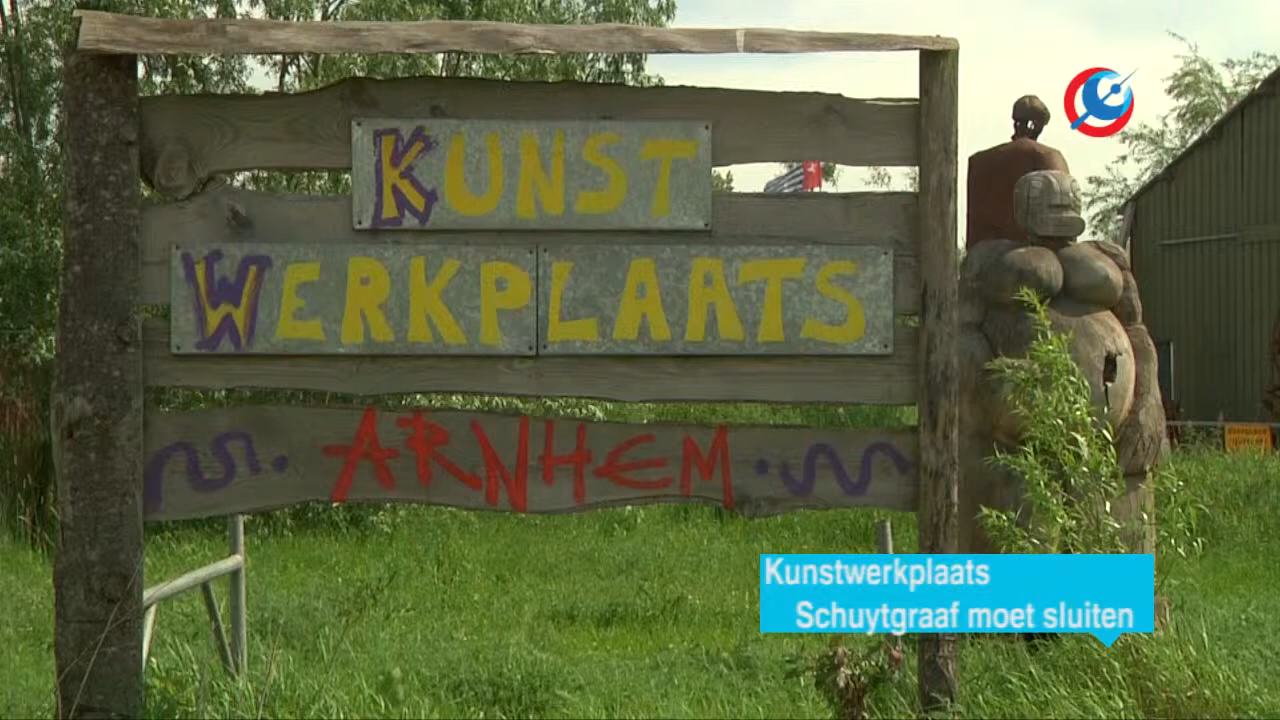 KUNST
WERKPLAATS
ARNHEM
Kunstwerkplaats
Schuytgraaf moet sluiten